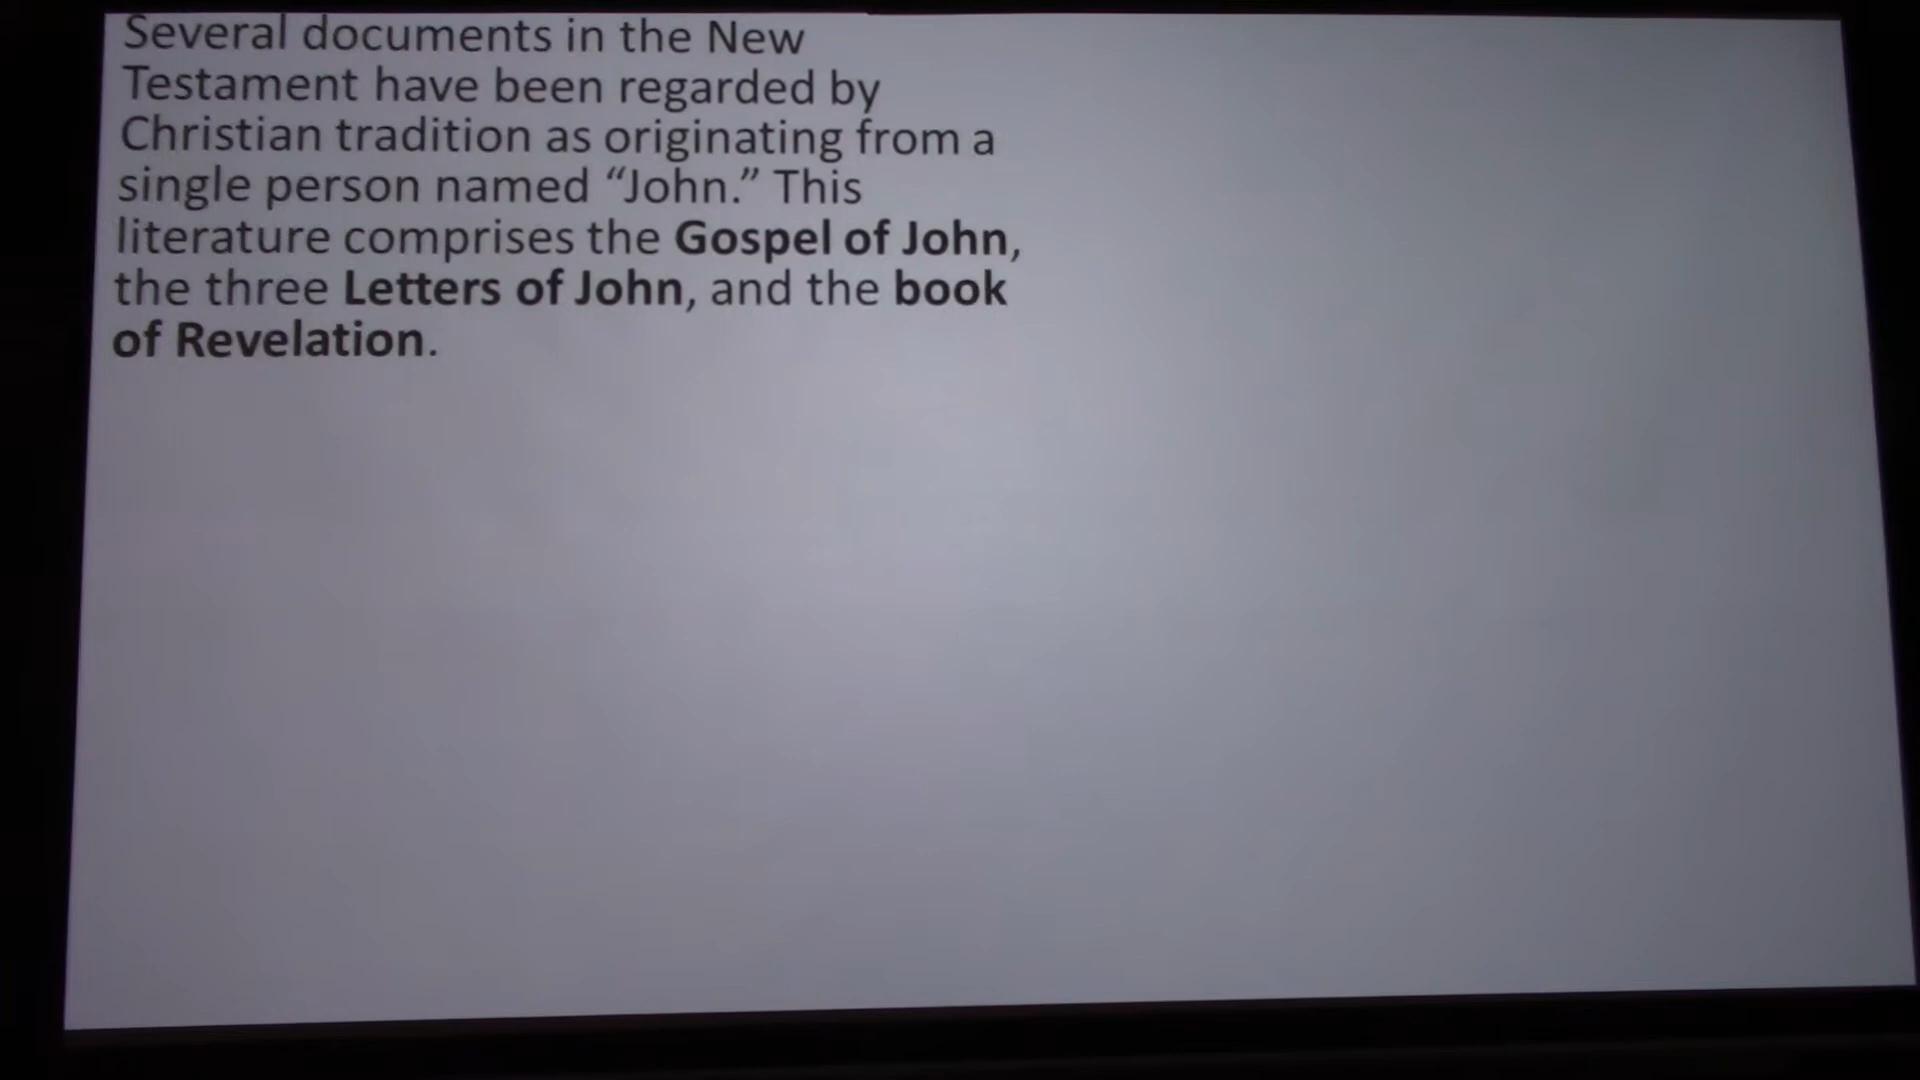 Several documents in the New
Testament have been regarded by
Christian tradition as originating from a
single person named “John.” This
literature comprises the Gospel of John,
the three Letters of John, and the book
of Revelation.